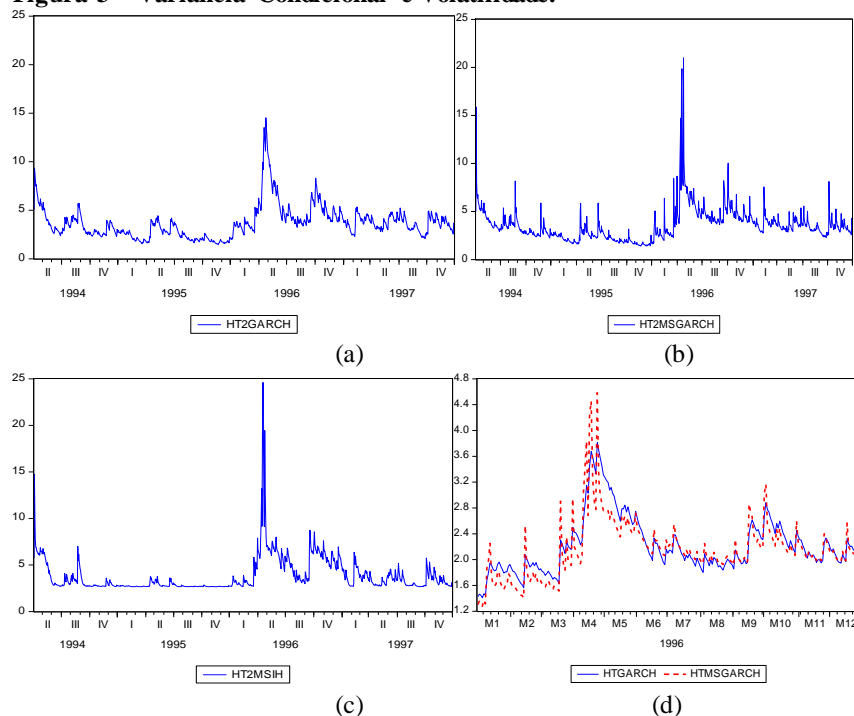 Figura 3 – Variância Condicional e Volatilidade.
25
20
15
10
5
0
II III IV I II III IV I II III IV I II III IV
1994 1995 1996 1997
HT2GARCH
(a)
25
20
15
10
5
0
II III IV I II III IV I II III IV I II III IV
1994 1995 1996 1997
HT2MSGARCH
(b)
25
20
15
10
5
0
II III IV I II III IV I II III IV I II III IV
1994 1995 1996 1997
HT2MSIH
(c)
4.8
4.4
4.0
3.6
3.2
2.8
2.4
2.0
1.6
1.2
M1 M2 M3 M4 M5 M6 M7 M8 M9 M10 M11 M12
1996
HTGARCH HTMSGARCH
(d)